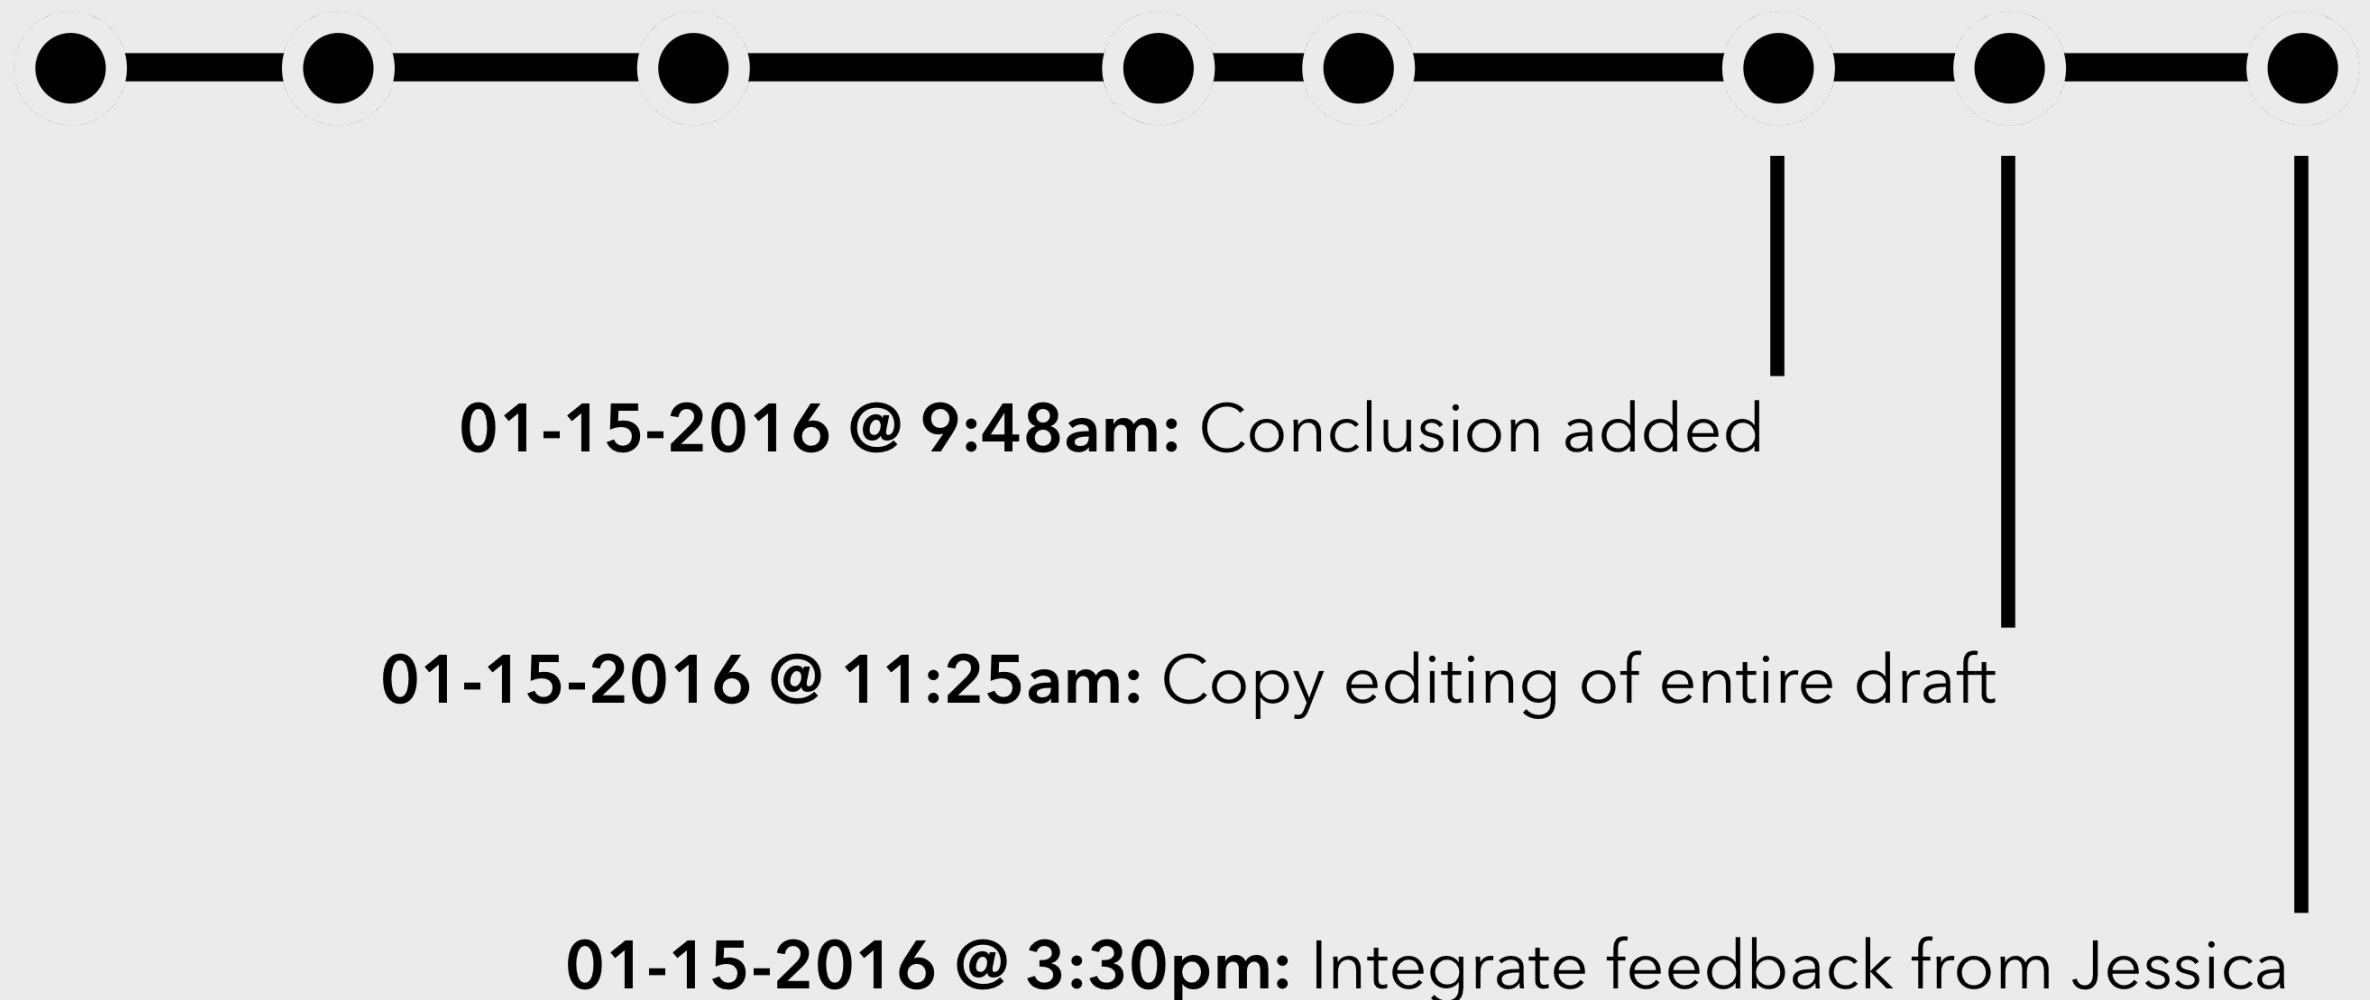 01-15-2016 @ 9:48am: Conclusion added
01-15-2016 @ 11:25am: Copy editing of entire draft
01-15-2016 @ 3:30pm: Integrate feedback from Jessica